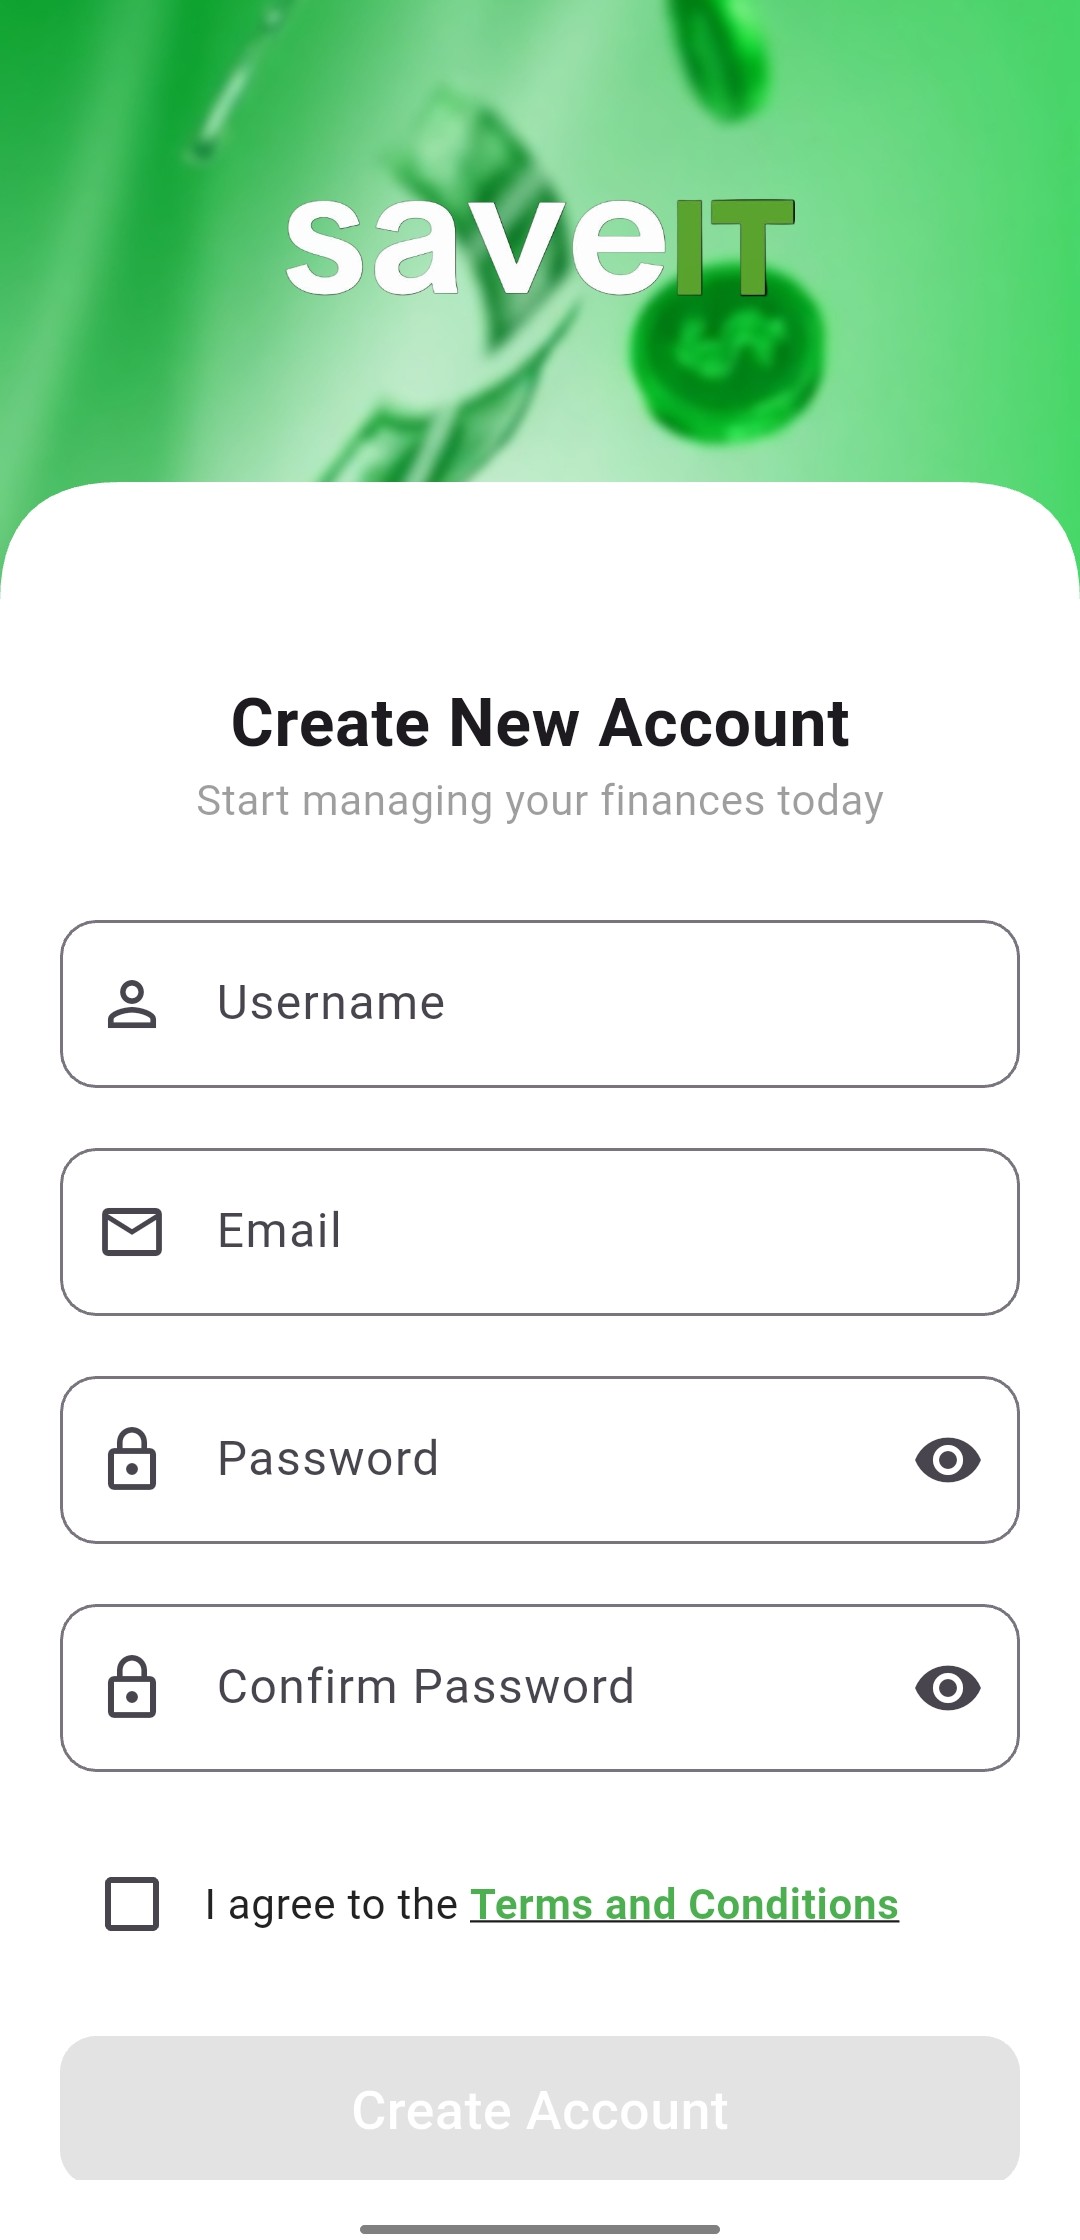 saveIT
Create New Account
Start managing your finances today
Username
Email
Password
Confirm Password
I agree to the Terms and Conditions
Create Account